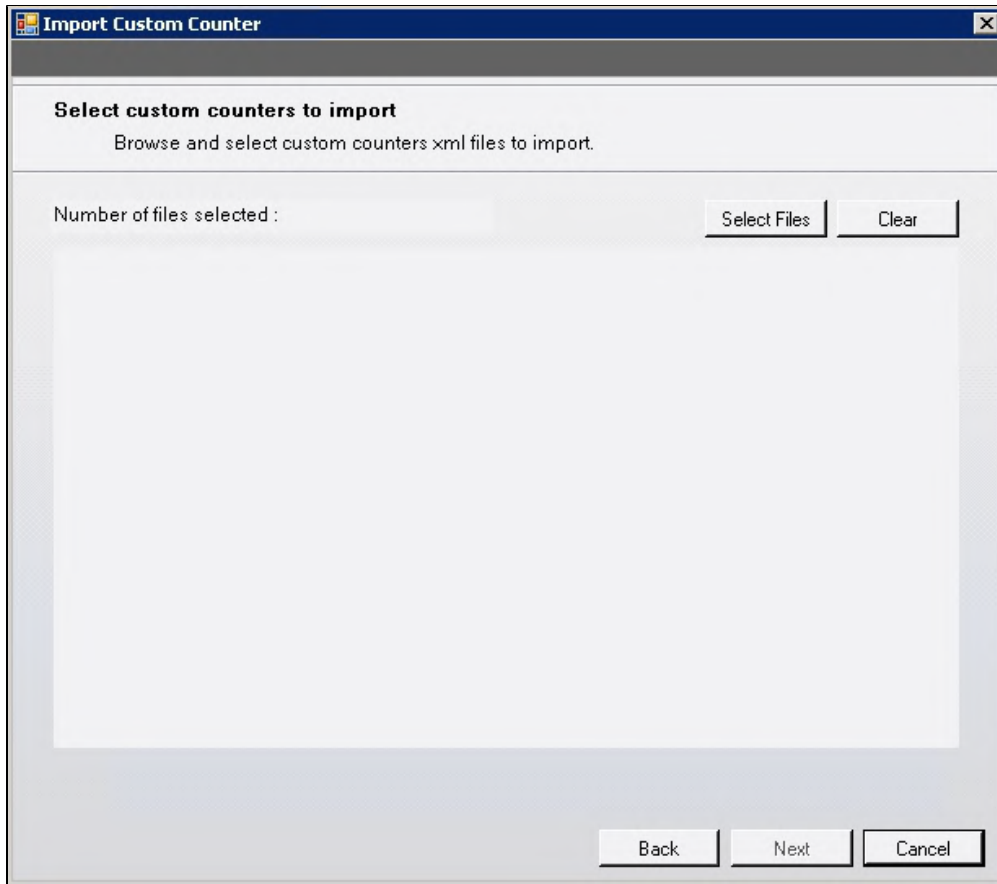 Import Custom Counter
Select custom counters to import
Browse and select custom counters xml files to import.
Number of files selected :
Select Files
Clear
Back
Next
Cancel